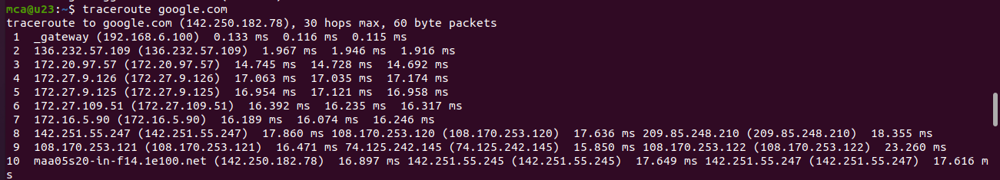 mca@u23:~$ traceroute google.com
traceroute to google.com (142.250.182.78), 30 hops max, 60 byte packets
 1  _gateway (192.168.6.100)  0.133 ms  0.116 ms  0.115 ms
 2  136.232.57.109 (136.232.57.109)  1.967 ms  1.946 ms  1.916 ms
 3  172.20.97.57 (172.20.97.57)  14.745 ms  14.728 ms  14.692 ms
 4  172.27.9.126 (172.27.9.126)  17.063 ms  17.035 ms  17.174 ms
 5  172.27.9.125 (172.27.9.125)  16.954 ms  17.121 ms  16.958 ms
 6  172.27.109.51 (172.27.109.51)  16.392 ms  16.235 ms  16.317 ms
 7  172.16.5.90 (172.16.5.90)  16.189 ms  16.074 ms  16.246 ms
 8  142.251.55.247 (142.251.55.247)  17.860 ms 108.170.253.120 (108.170.253.120)  17.636 ms 209.85.248.210 (209.85.248.210)  18.355 ms
 9  108.170.253.121 (108.170.253.121)  16.471 ms 74.125.242.145 (74.125.242.145)  15.850 ms 108.170.253.122 (108.170.253.122)  23.260 ms
10  maa05s20-in-f14.1e100.net (142.250.182.78)  16.897 ms 142.251.55.245 (142.251.55.245)  17.649 ms 142.251.55.247 (142.251.55.247)  17.616 m
s